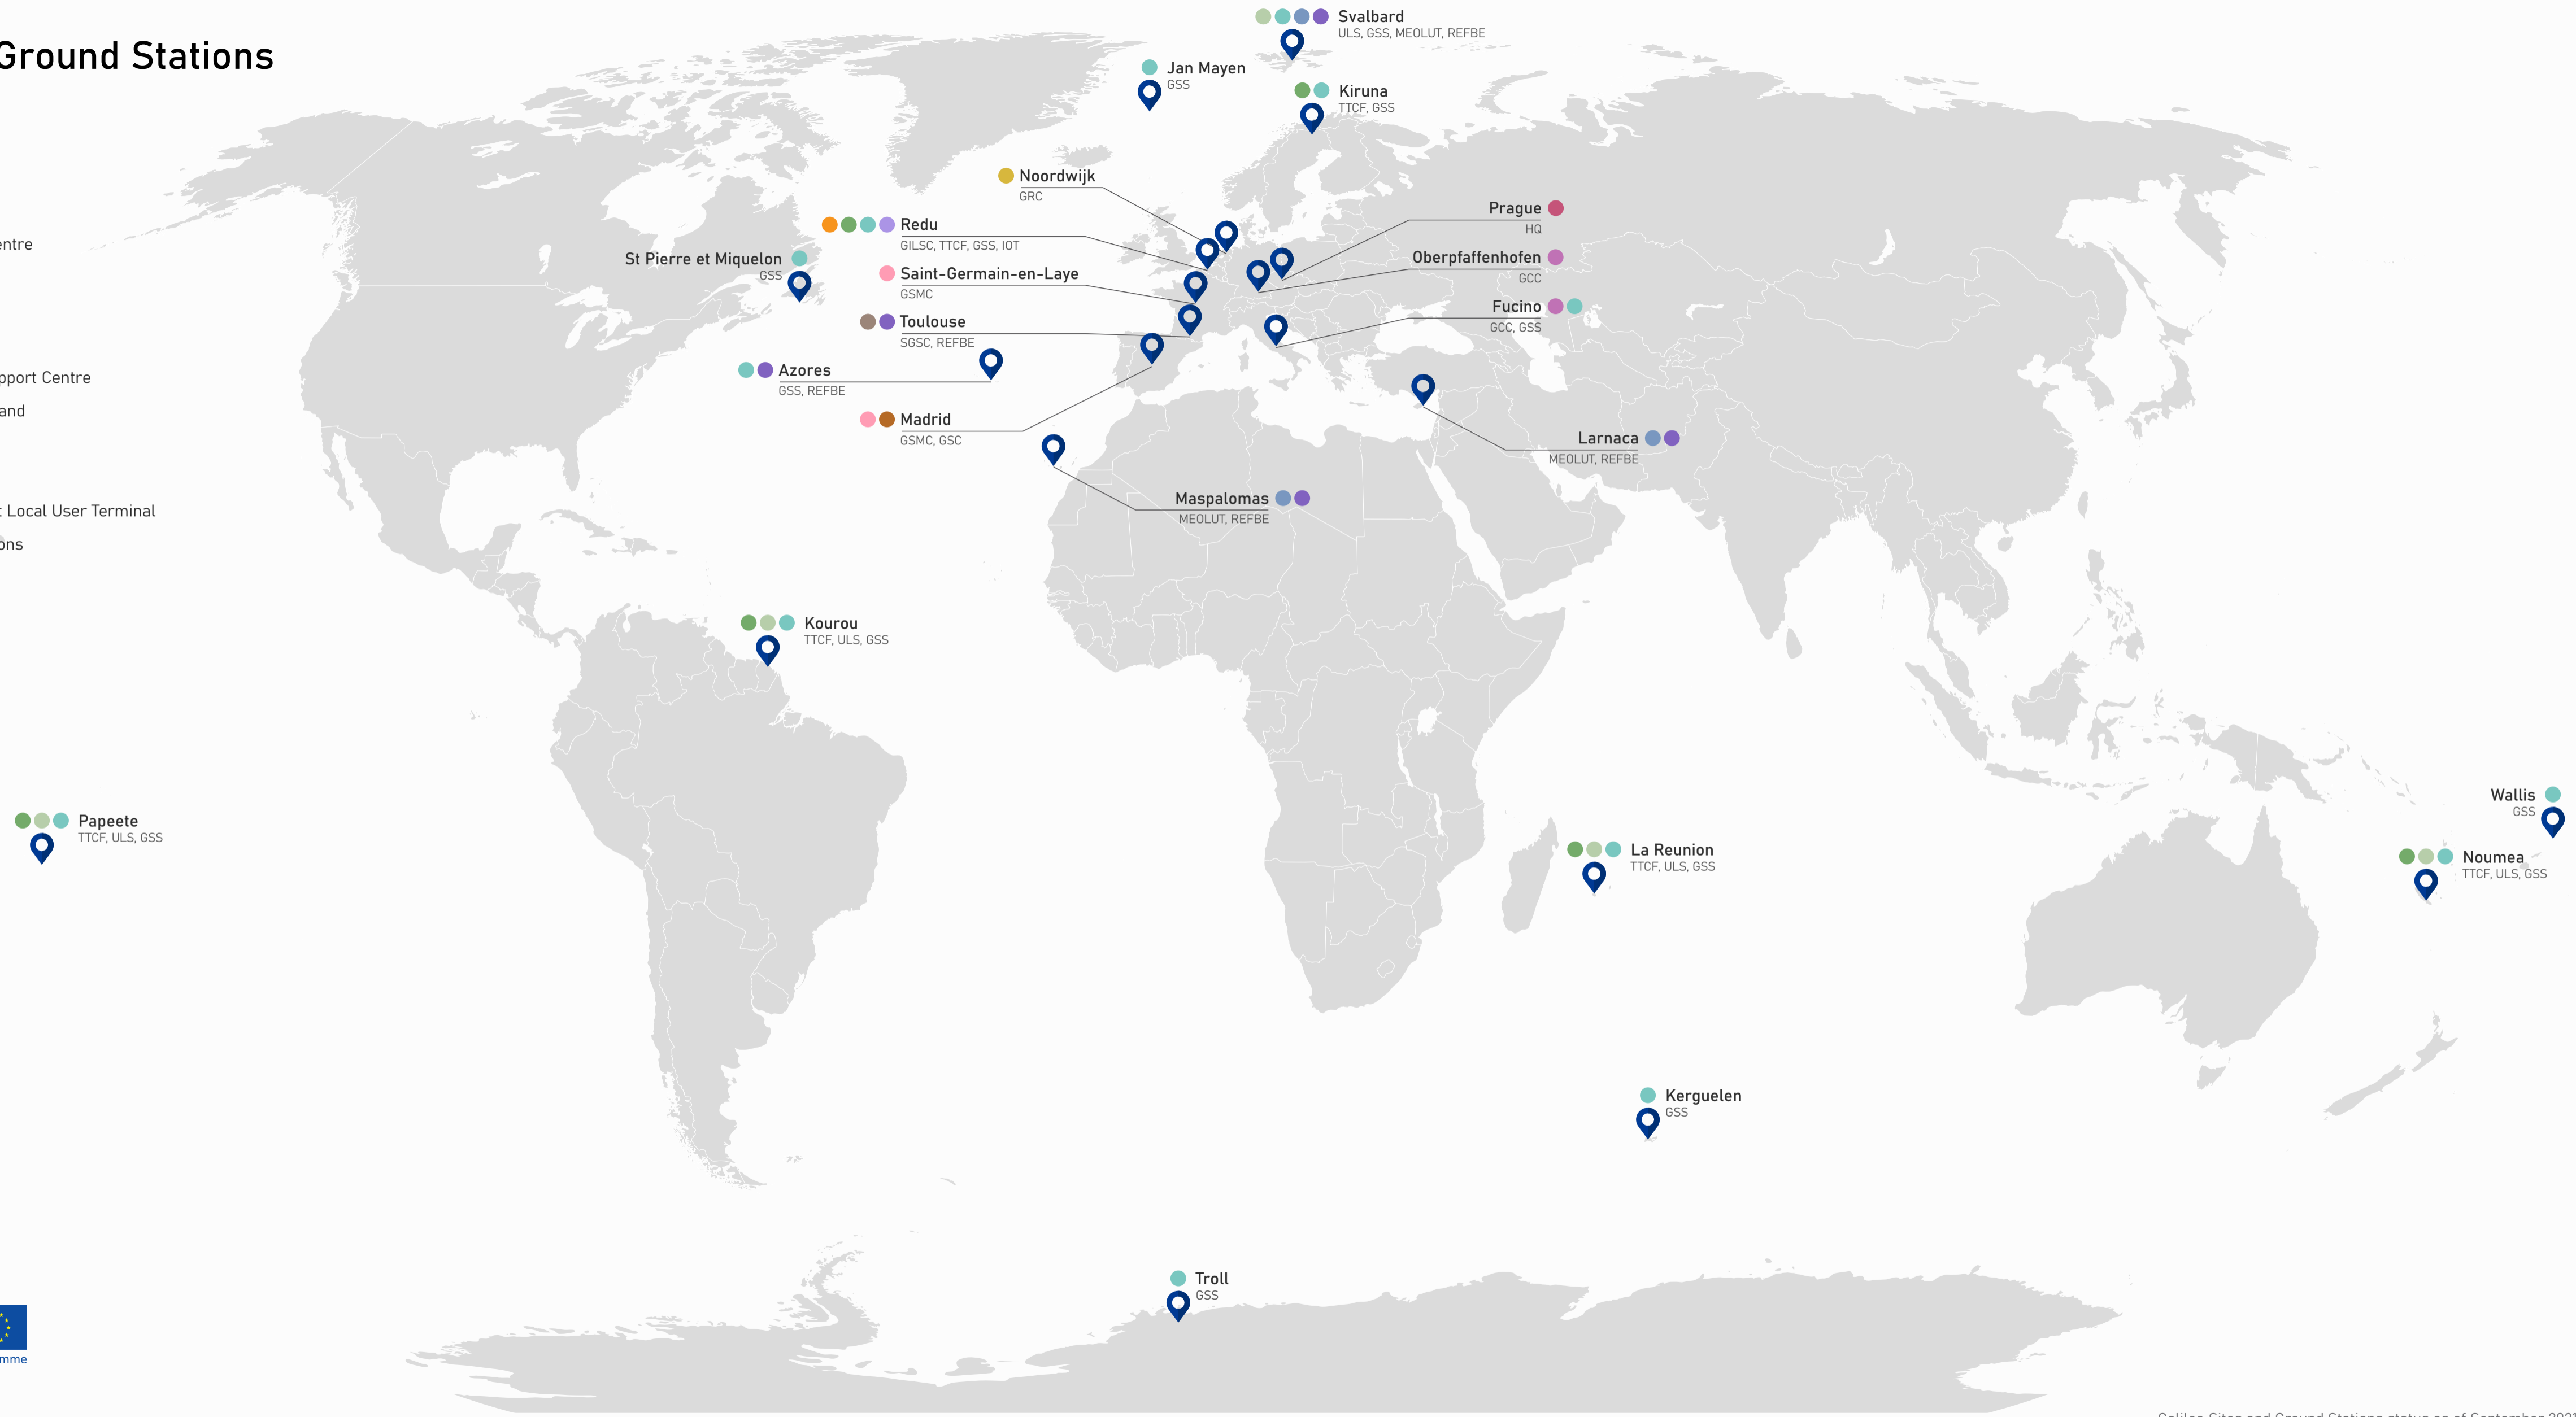 Ground Stations
Svalbard
ULS, GSS, MEOLUT, REFBE
Jan Mayen
GSS
Kiruna
TTCF, GSS
Noordwijk
GRC
Prague
HQ
Redu
GILSC, TTCF, GSS, IOT
St Pierre et Miquelon
GSS
Oberpfaffenhofen
GCC
Saint-Germain-en-Laye
GSMC
Fucino
GCC, GSS
Toulouse
SGSC, REFBE
Azores
GSS, REFBE
Madrid
GSMC, GSC
Larnaca
MEOLUT, REFBE
Maspalomas
MEOLUT, REFBE
entre
pport Centre
and
Local User Terminal
ons
Kourou
TTCF, ULS, GSS
Papeete
TTCF, ULS, GSS
Wallis
GSS
La Reunion
TTCF, ULS, GSS
Noumea
TTCF, ULS, GSS
Kerguelen
GSS
Troll
GSS
mme